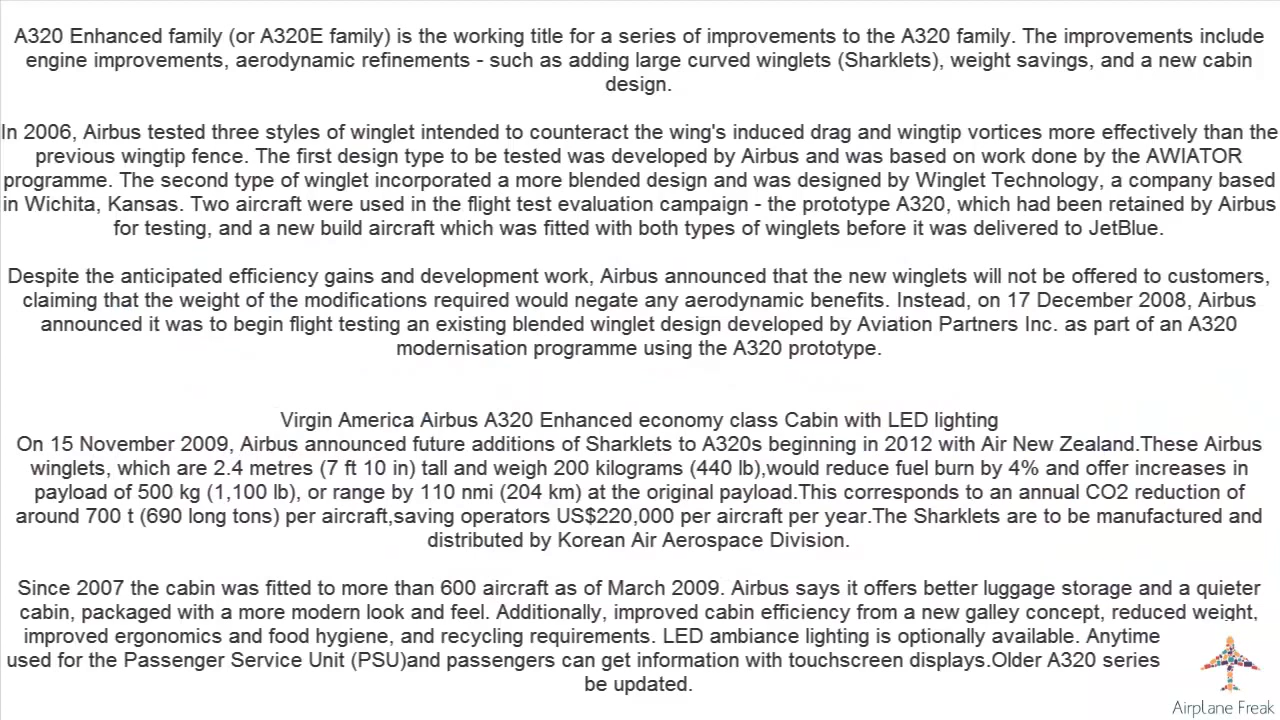 A320 Enhanced family (or A320E family) is the working title for a series of improvements to the A320 family. The improvements include
engine improvements, aerodynamic refinements - such as adding large curved winglets (Sharklets), weight savings, and a new cabin
design.
In 2006, Airbus tested three styles of winglet intended to counteract the wing's induced drag and wingtip vortices more effectively than the
previous wingtip fence. The first design type to be tested was developed by Airbus and was based on work done by the AWIATOR
programme. The second type of winglet incorporated a more blended design and was designed by Winglet Technology, a company based
in Wichita, Kansas. Two aircraft were used in the flight test evaluation campaign - the prototype A320, which had been retained by Airbus
for testing, and a new build aircraft which was fitted with both types of winglets before it was delivered to JetBlue.
Despite the anticipated efficiency gains and development work, Airbus announced that the new winglets will not be offered to customers,
claiming that the weight of the modifications required would negate any aerodynamic benefits. Instead, on 17 December 2008, Airbus
announced it was to begin flight testing an existing blended winglet design developed by Aviation Partners Inc. as part of an A320
modernisation programme using the A320 prototype.
Virgin America Airbus A320 Enhanced economy class Cabin with LED lighting
On 15 November 2009, Airbus announced future additions of Sharklets to A320s beginning in 2012 with Air New Zealand.These Airbus
winglets, which are 2.4 metres (7 ft 10 in) tall and weigh 200 kilograms (440 lb),would reduce fuel burn by 4% and offer increases in
payload of 500 kg (1,100 lb), or range by 110 nmi (204 km) at the original payload.This corresponds to an annual CO2 reduction of
around 700 t (690 long tons) per aircraft,saving operators US$220,000 per aircraft per year.The Sharklets are to be manufactured and
distributed by Korean Air Aerospace Division.
Since 2007 the cabin was fitted to more than 600 aircraft as of March 2009. Airbus says it offers better luggage storage and a quieter
cabin, packaged with a more modern look and feel. Additionally, improved cabin efficiency from a new galley concept, reduced weight,
improved ergonomics and food hygiene, and recycling requirements. LED ambiance lighting is optionally available. Anytime
used for the Passenger Service Unit (PSU)and passengers can get information with touchscreen displays.Older A320 series
be updated.
Airplane Freak